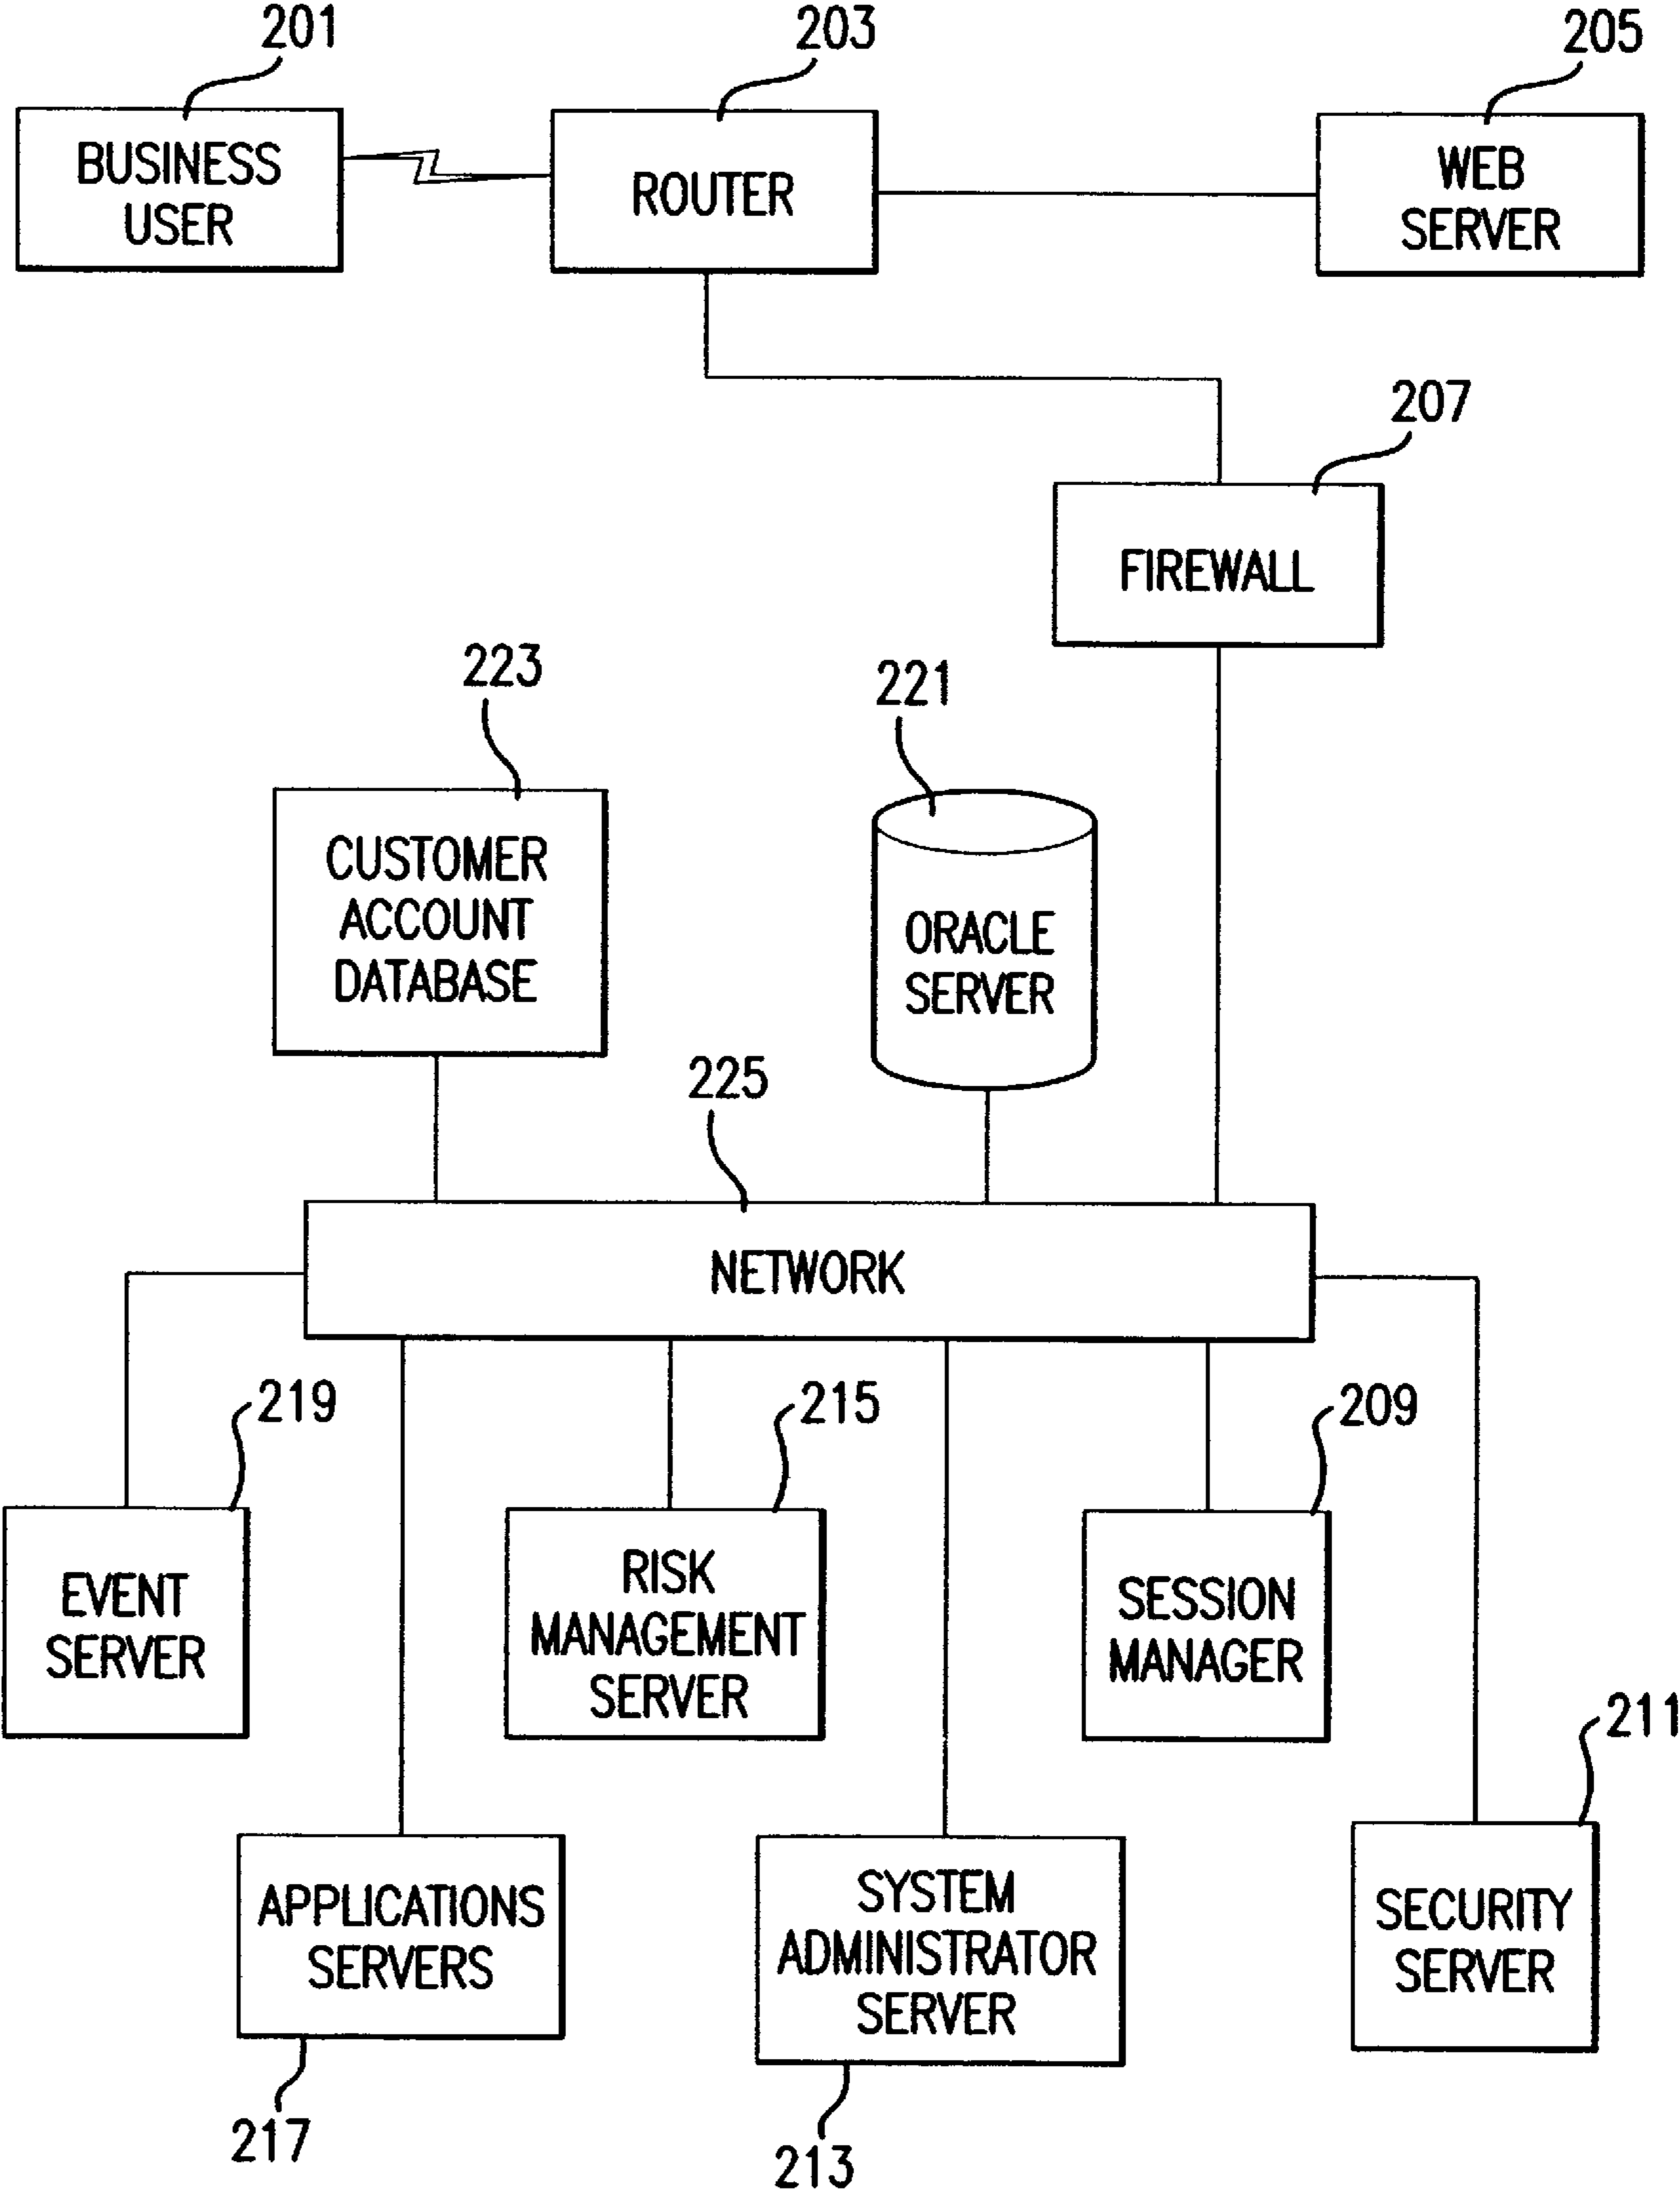 201
203
205
BUSINESS
USER
ROUTER
WEB
SERVER
207
FIREWALL
223
221
CUSTOMER
ACCOUNT
DATABASE
ORACLE
SERVER
225
NETWORK
219
215
209
EVENT
SERVER
RISK
MANAGEMENT
SERVER
SESSION
MANAGER
211
APPLICATIONS
SERVERS
SYSTEM
ADMINISTRATOR
SERVER
SECURITY
SERVER
217
213